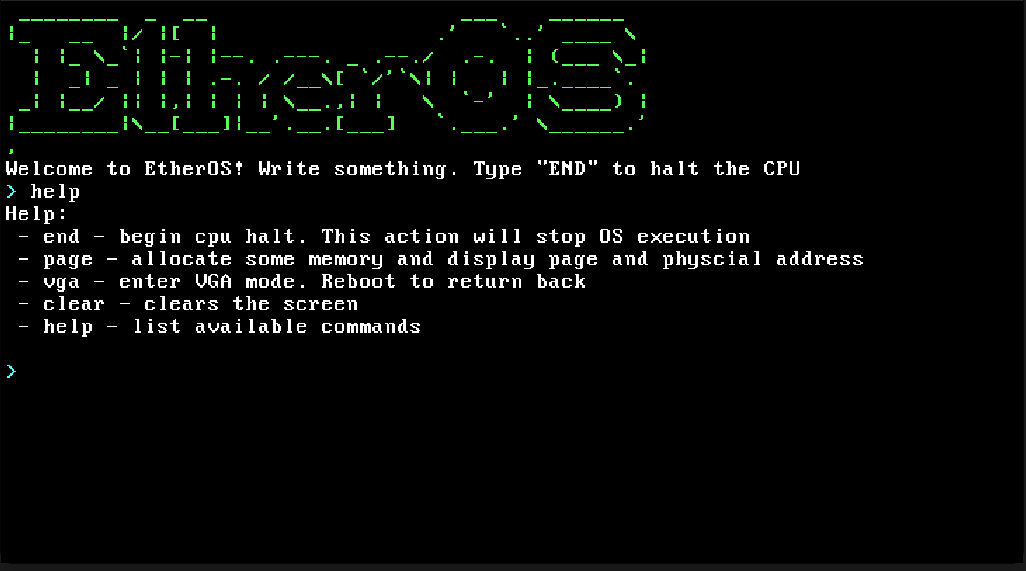 EtherOS
Welcome to EtherOS! Write something. Type "END" to halt the CPU
> help
Help:
- end - begin cpu halt. This action will stop OS execution
- page - allocate some memory and display page and physcial address
- vga - enter VGA mode. Reboot to return back
- clear - clears the screen
- help - list available commands
>